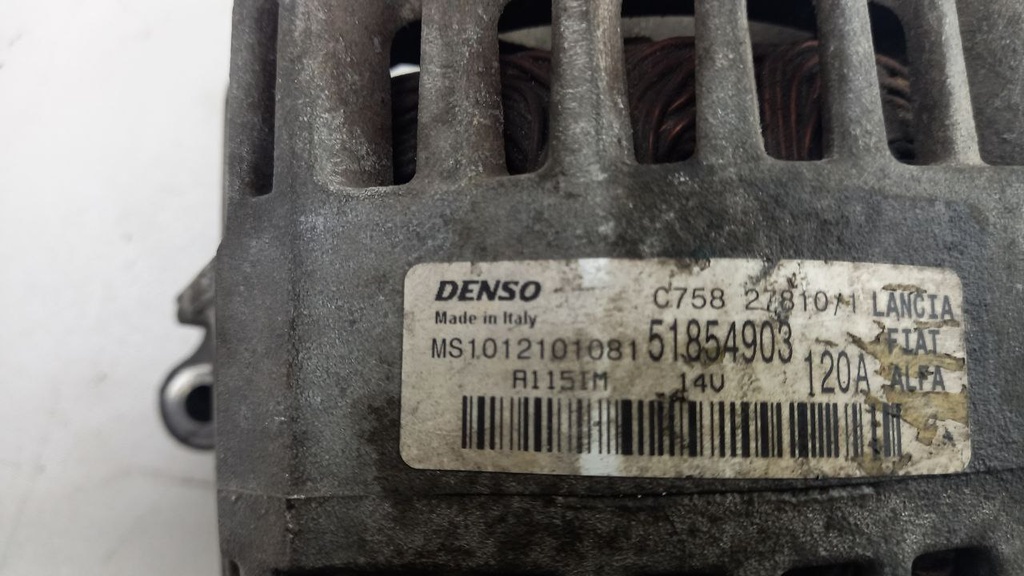 DENSO C758 27810/1 LANCIA
Made in Italy FIAT
MS1012101081 51854903
A115IM 14V 120A ALFA